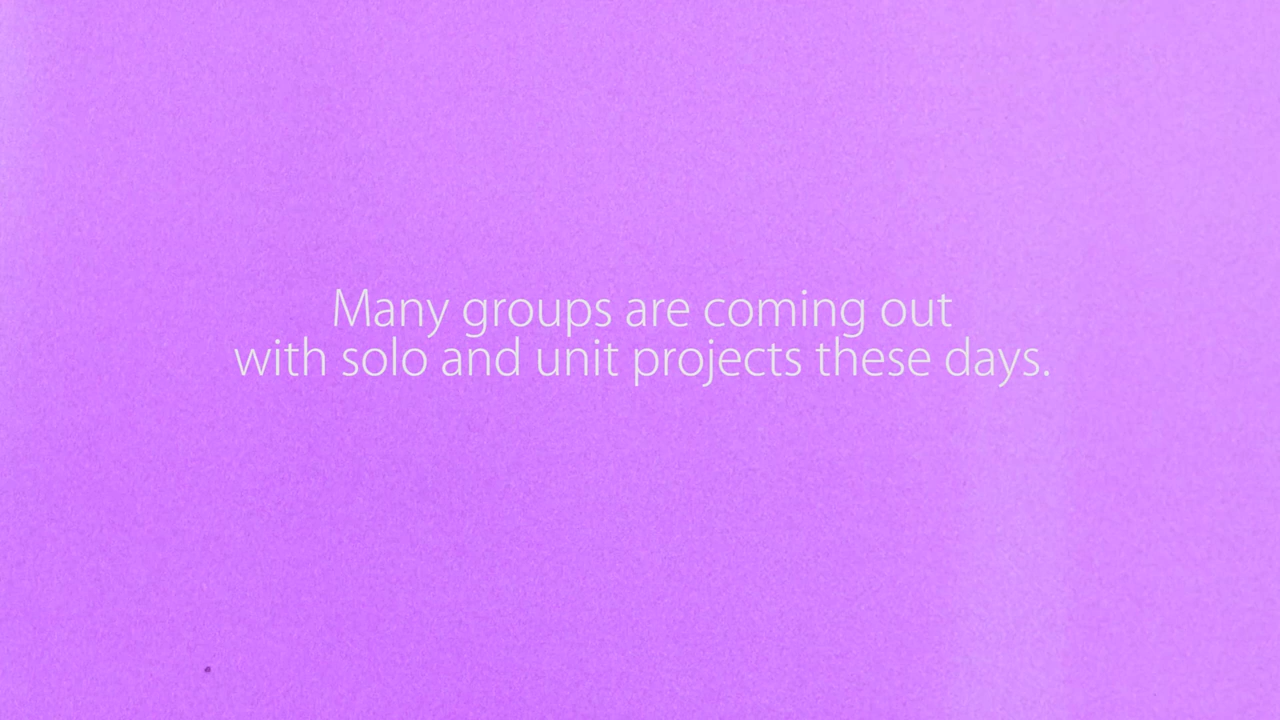 Many groups are coming out
with solo and unit projects these days.